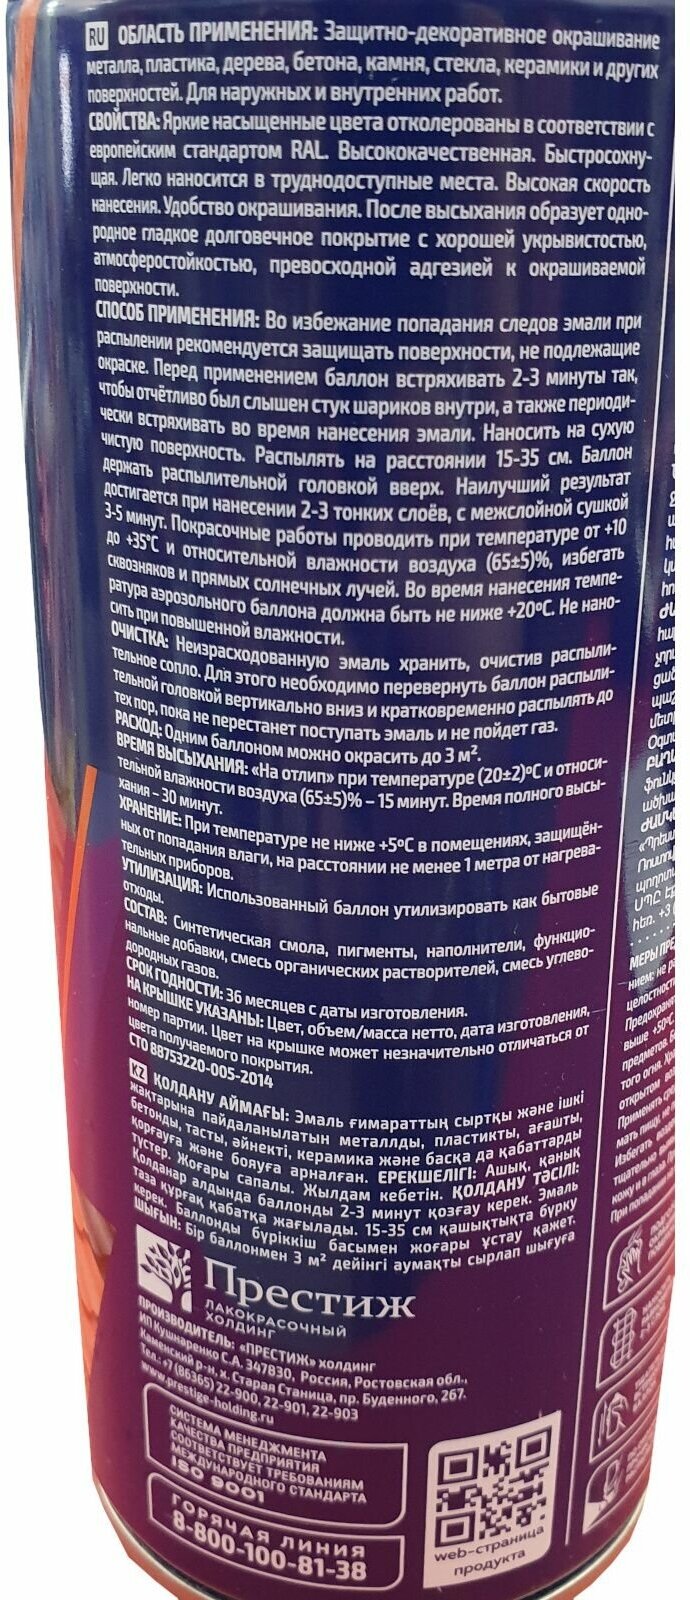 RU ОБЛАСТЬ ПРИМЕНЕНИЯ: Защитно-декоративное окрашивание
металла, пластика, дерева, бетона, камня, стекла, керамики и других
поверхностей. Для наружных и внутренних работ.
СВОЙСТВА: Яркие насыщенные цвета отколерованы в соответствии с
европейским стандартом RAL. Высококачественная. Быстросохну-
щая. Легко наносится в труднодоступные места. Высокая скорость
нанесения. Удобство окрашивания. После высыхания образует одно-
родное гладкое долговечное покрытие с хорошей укрывистостью,
атмосферостойкостью, превосходной адгезией к окрашиваемой
поверхности.
СПОСОБ ПРИМЕНЕНИЯ: Во избежание попадания следов эмали при
распылении рекомендуется защищать поверхности, не подлежащие
окраске. Перед применением баллон встряхивать 2-3 минуты так,
чтобы отчётливо был слышен стук шариков внутри, а также периоди-
чески встряхивать во время нанесения эмали. Наносить на сухую
чистую поверхность. Распылять на расстоянии 15-35 см. Баллон
держать распылительной головкой вверх. Наилучший результат
достигается при нанесении 2-3 тонких слоёв, с межслойной сушкой
3-5 минут. Покрасочные работы проводить при температуре от +10
до +35°С и относительной влажности воздуха (65±5)%, избегать
сквозняков и прямых солнечных лучей. Во время нанесения темпе-
ратура аэрозольного баллона должна быть не ниже +20ºС. Не нано-
сить при повышенной влажности.
ОЧИСТКА: Неизрасходованную эмаль хранить, очистив распыли-
тельное сопло. Для этого необходимо перевернуть баллон распыли-
тельной головкой вертикально вниз и кратковременно распылять до
тех пор, пока не перестанет поступать эмаль и не пойдет газ.
РАСХОД: Одним баллоном можно окрасить до 3 м².
ВРЕМЯ ВЫСЫХАНИЯ: «На отлип» при температуре (20±2)ºС и относи-
тельной влажности воздуха (65±5)% – 15 минут. Время полного высы-
хания – 30 минут.
ХРАНЕНИЕ: При температуре не ниже +5ºС в помещениях, защищён-
ных от попадания влаги, на расстоянии не менее 1 метра от нагрева-
тельных приборов.
УТИЛИЗАЦИЯ: Использованный баллон утилизировать как бытовые
отходы.
СОСТАВ: Синтетическая смола, пигменты, наполнители, функцио-
нальные добавки, смесь органических растворителей, смесь углево-
дородных газов.
СРОК ГОДНОСТИ: 36 месяцев с даты изготовления.
НА КРЫШКЕ УКАЗАНЫ: Цвет, объем/масса нетто, дата изготовления,
номер партии. Цвет на крышке может незначительно отличаться от
цвета получаемого покрытия.
СТО 88753220-005-2014
KZ ҚОЛДАНУ АЙМАҒЫ: Эмаль ғимараттың сыртқы және ішкі
жақтарына пайдаланылатын металлды, пластикты, ағашты,
бетонды, тасты, әйнекті, керамика және басқа да қабаттарды
қорғауға және бояуға арналған. ЕРЕКШЕЛІГІ: Ашық, қанық
түстер. Жоғары сапалы. Жылдам кебетін. ҚОЛДАНУ ТӘСІЛІ:
Қолданар алдында баллонды 2-3 минут қозғау керек. Эмаль
таза құрғақ қабатқа жағылады. 15-35 см қашықтықта бүрку
керек. Баллонды бүріккіш басымен жоғары ұстау қажет.
ШЫҒЫН: Бір баллонмен 3 м² дейінгі аумақты сырлап шығуға
Престиж
ЛАКОКРАСОЧНЫЙ
ХОЛДИНГ
ПРОИЗВОДИТЕЛЬ: «ПРЕСТИЖ» холдинг
ИП Кушнаренко С.А. 347830, Россия, Ростовская обл.,
Каменский р-н, х. Старая Станица, пр. Буденного, 267.
Тел.: +7 (86365) 22-900, 22-901, 22-903
www.prestige-holding.ru
СИСТЕМА МЕНЕДЖМЕНТА
КАЧЕСТВА ПРЕДПРИЯТИЯ
СООТВЕТСТВУЕТ ТРЕБОВАНИЯМ
МЕЖДУНАРОДНОГО СТАНДАРТА
ISO 9001
ГОРЯЧАЯ ЛИНИЯ
8-800-100-81-38
web-страница
продукта